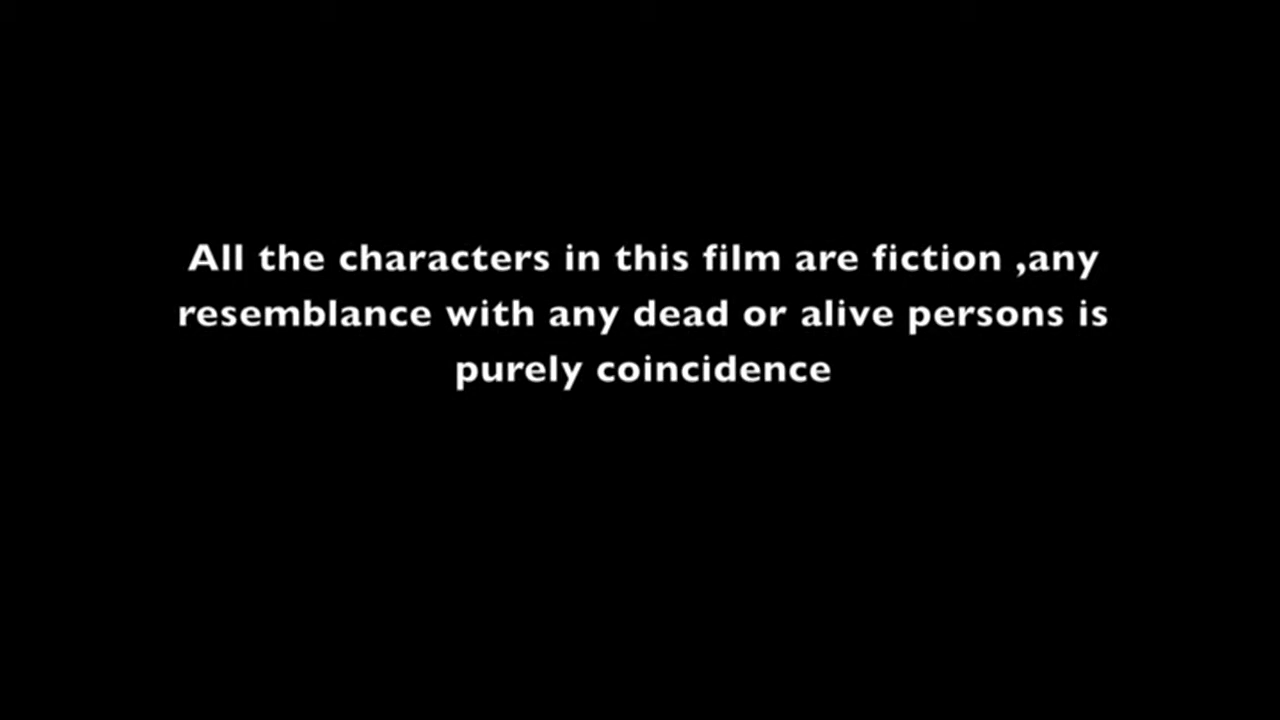 All the characters in this film are fiction ,any
resemblance with any dead or alive persons is
purely coincidence